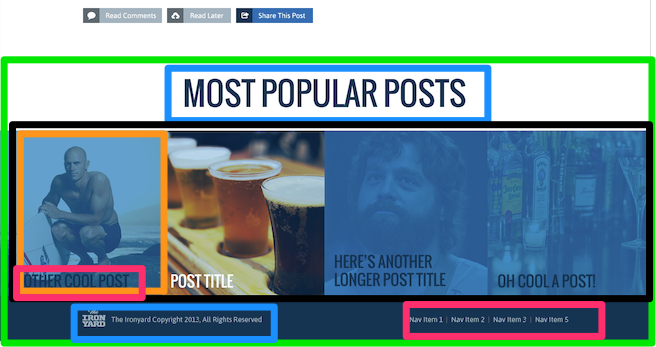 Read Comments
Read Later
Share This Post
MOST POPULAR POSTS
OTHER COOL POST
POST TITLE
HERE'S ANOTHER
LONGER POST TITLE
OH COOL A POST!
The
IRON
YARD
The Ironyard Copyright 2013, All Rights Reserved
Nav Item 1 | Nav Item 2 | Nav Item 3 | Nav Item 5